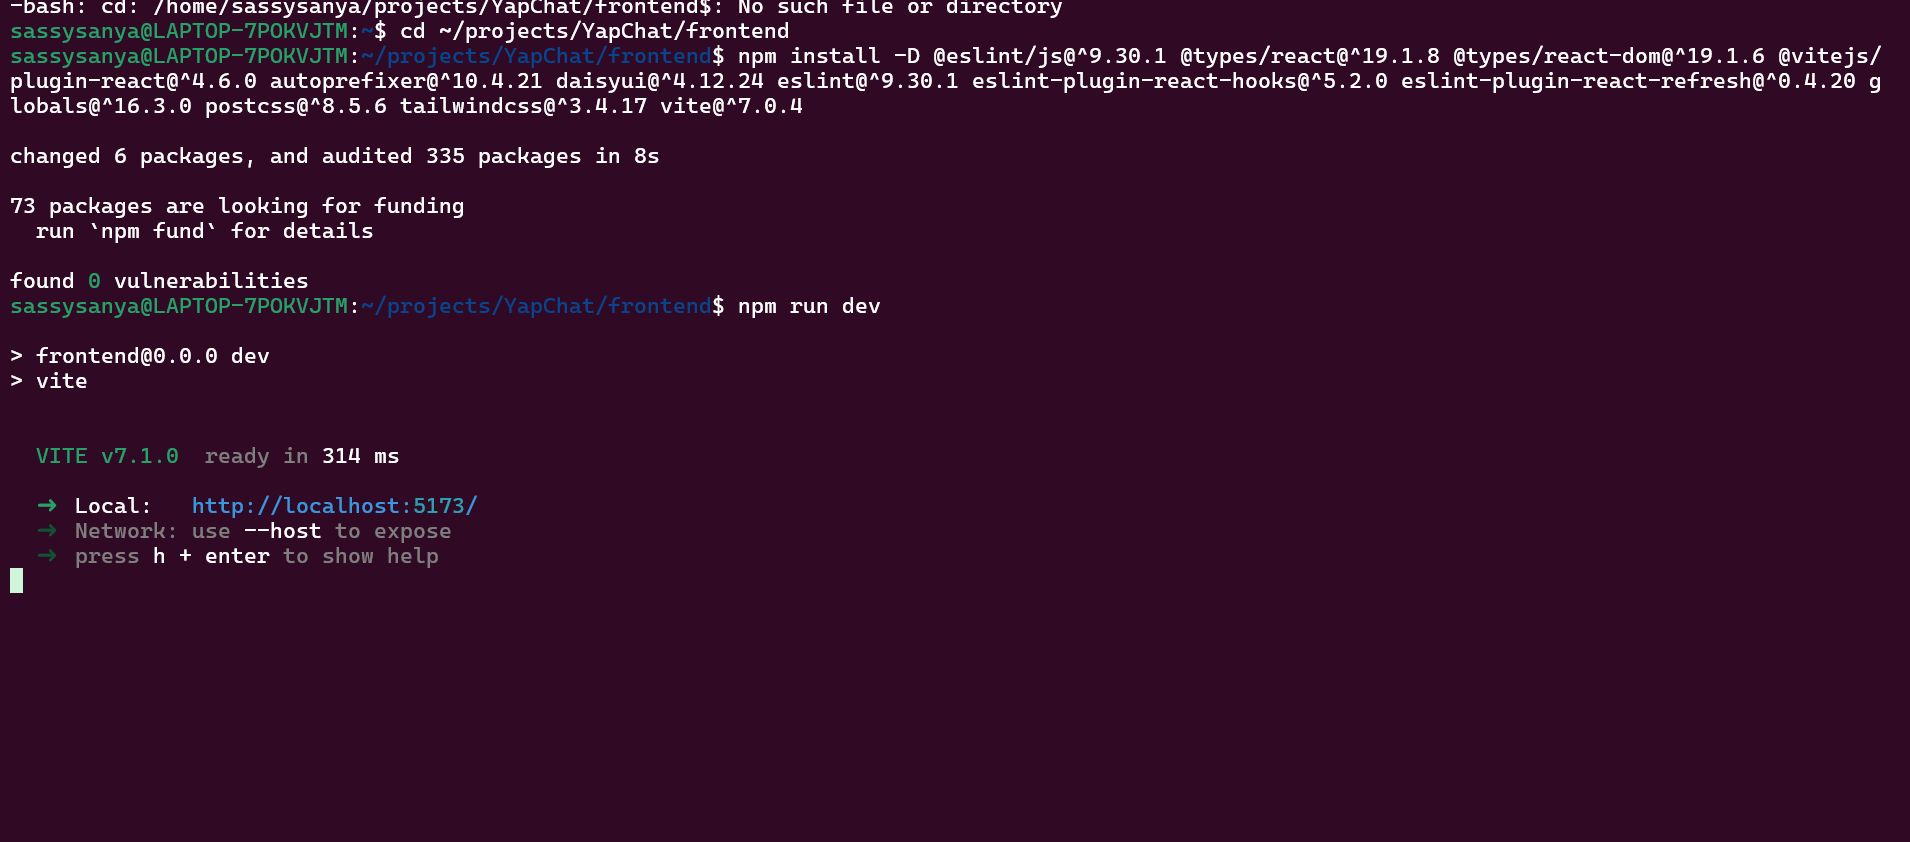 -bash: cd: /home/sassysanya/projects/YapChat/frontend$: No such file or directory
sassysanya@LAPTOP-7POKVJTM:~$ cd ~/projects/YapChat/frontend
sassysanya@LAPTOP-7POKVJTM:~/projects/YapChat/frontend$ npm install -D @eslint/js@^9.30.1 @types/react@^19.1.8 @types/react-dom@^19.1.6 @vitejs/
plugin-react@^4.6.0 autoprefixer@^10.4.21 daisyui@^4.12.24 eslint@^9.30.1 eslint-plugin-react-hooks@^5.2.0 eslint-plugin-react-refresh@^0.4.20 g
lobals@^16.3.0 postcss@^8.5.6 tailwindcss@^3.4.17 vite@^7.0.4
changed 6 packages, and audited 335 packages in 8s
73 packages are looking for funding
  run `npm fund` for details
found 0 vulnerabilities
sassysanya@LAPTOP-7POKVJTM:~/projects/YapChat/frontend$ npm run dev
> frontend@0.0.0 dev
> vite
  VITE v7.1.0  ready in 314 ms
  ➜  Local:   http://localhost:5173/
  ➜  Network: use --host to expose
  ➜  press h + enter to show help